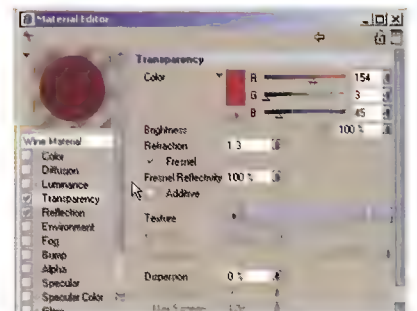 Material Editor
Transparency
Color
R 154
G 3
B 45
Brightness 100 %
Refraction 1.3
Fresnel
Fresnel Reflectivity 100 %
Additive
Texture
Dispersion 0 %
Wine Material
Color
Diffusion
Luminance
Transparency
Reflection
Environment
Fog
Bump
Alpha
Specular
Specular Color